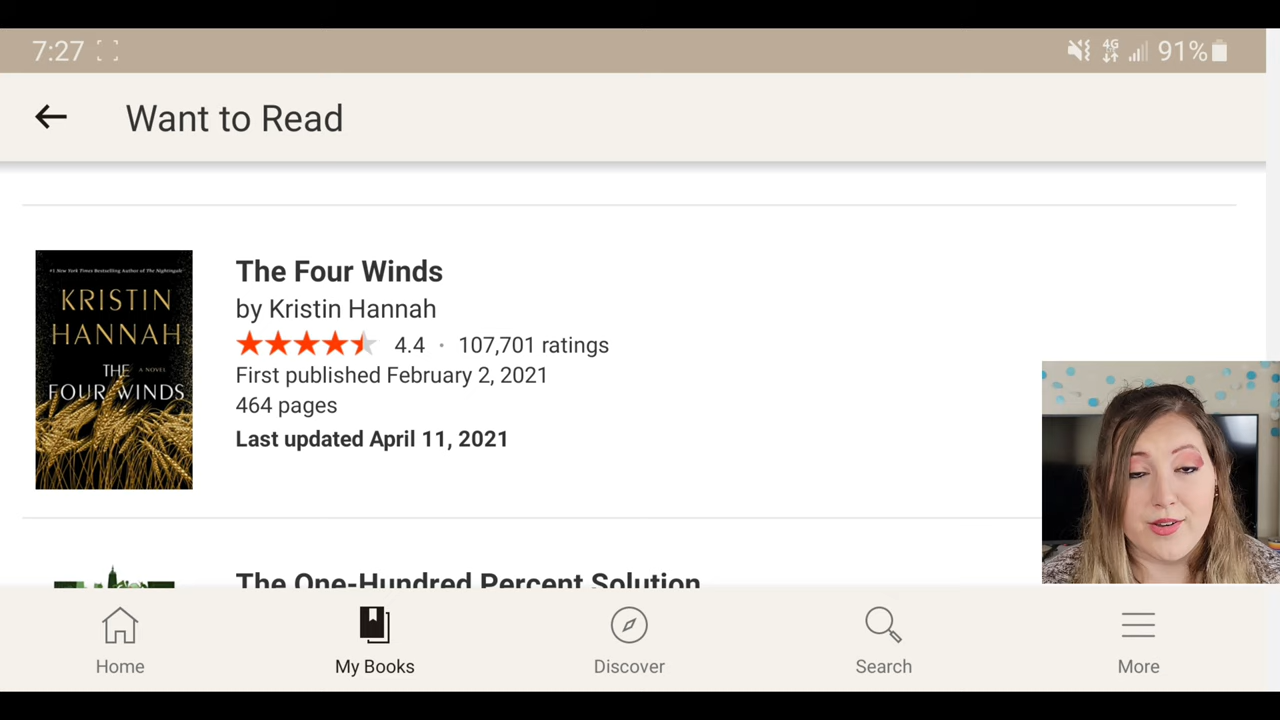 7:27
4G
91%
Want to Read
#1 New York Times Bestselling Author of The Nightingale
KRISTIN
HANNAH
THE
A NOVEL
FOUR WINDS
The Four Winds
by Kristin Hannah
4.4 · 107,701 ratings
First published February 2, 2021
464 pages
Last updated April 11, 2021
The One-Hundred Percent Solution
Home
My Books
Discover
Search
More